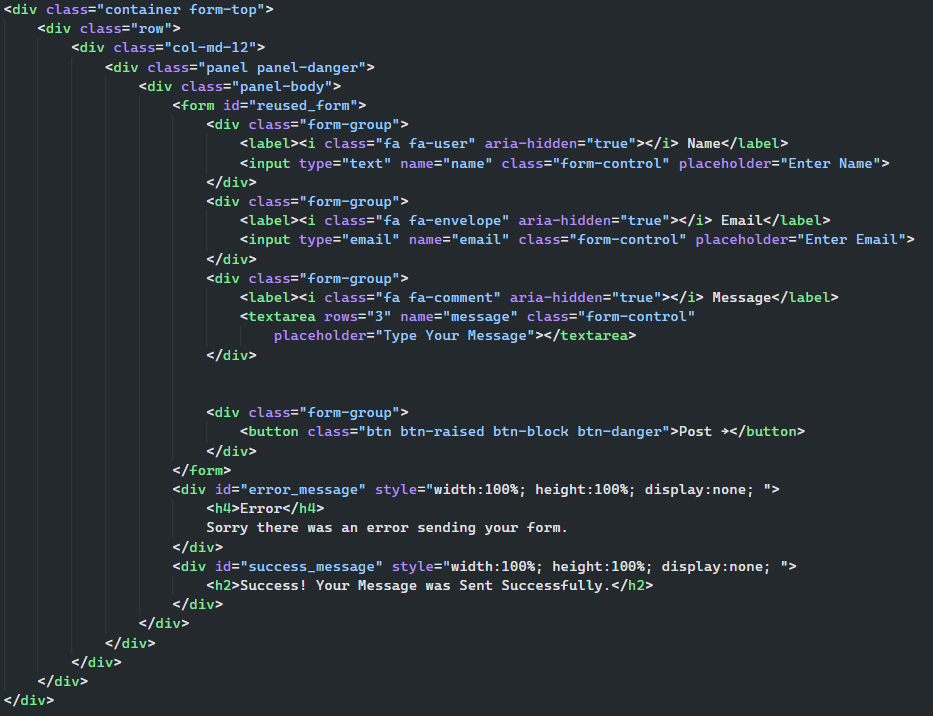 <div class="container form-top">
    <div class="row">
        <div class="col-md-12">
            <div class="panel panel-danger">
                <div class="panel-body">
                    <form id="reused_form">
                        <div class="form-group">
                            <label><i class="fa fa-user" aria-hidden="true"></i> Name</label>
                            <input type="text" name="name" class="form-control" placeholder="Enter Name">
                        </div>
                        <div class="form-group">
                            <label><i class="fa fa-envelope" aria-hidden="true"></i> Email</label>
                            <input type="email" name="email" class="form-control" placeholder="Enter Email">
                        </div>
                        <div class="form-group">
                            <label><i class="fa fa-comment" aria-hidden="true"></i> Message</label>
                            <textarea rows="3" name="message" class="form-control"
                                placeholder="Type Your Message"></textarea>
                        </div>


                        <div class="form-group">
                            <button class="btn btn-raised btn-block btn-danger">Post →</button>
                        </div>
                    </form>
                    <div id="error_message" style="width:100%; height:100%; display:none; ">
                        <h4>Error</h4>
                        Sorry there was an error sending your form.
                    </div>
                    <div id="success_message" style="width:100%; height:100%; display:none; ">
                        <h2>Success! Your Message was Sent Successfully.</h2>
                    </div>
                </div>
            </div>
        </div>
    </div>
</div>